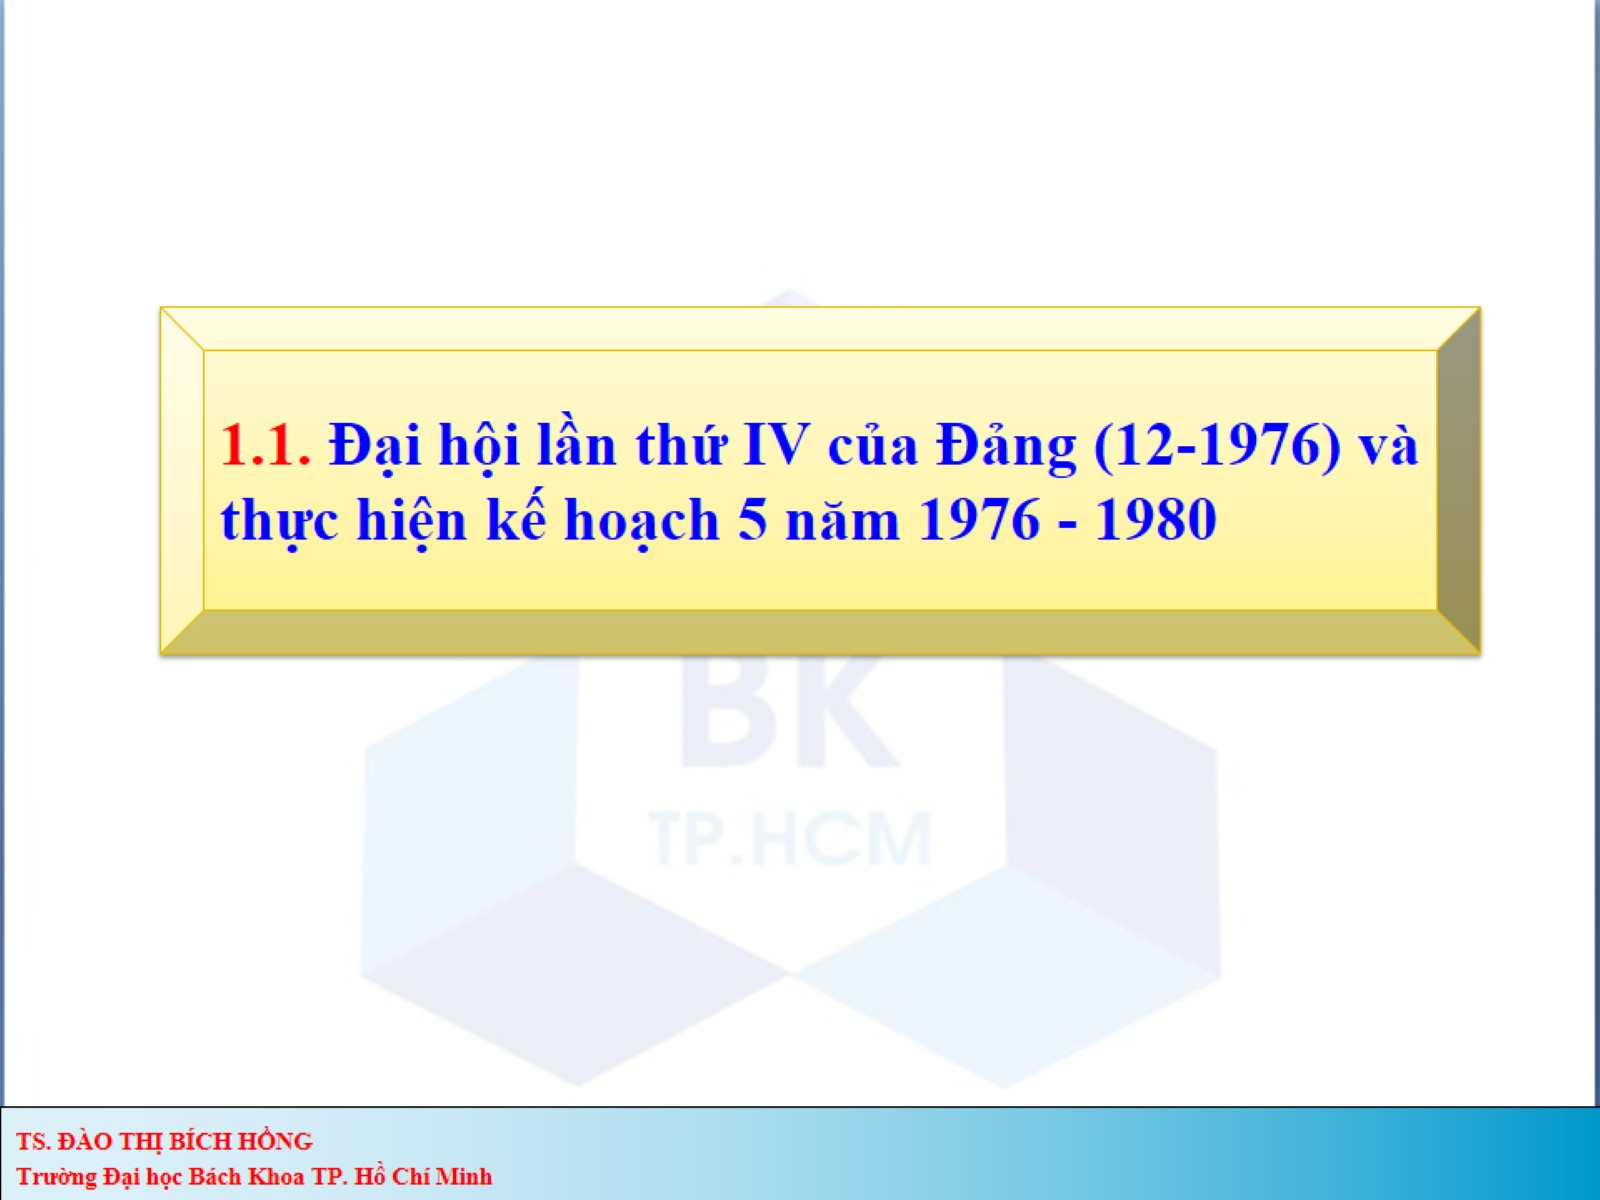 1.1. Đại hội lần thứ IV của Đảng (12-1976) và
thực hiện kế hoạch 5 năm 1976 - 1980
BK
TP.HCM
TS. ĐÀO THỊ BÍCH HỒNG
Trường Đại học Bách Khoa TP. Hồ Chí Minh